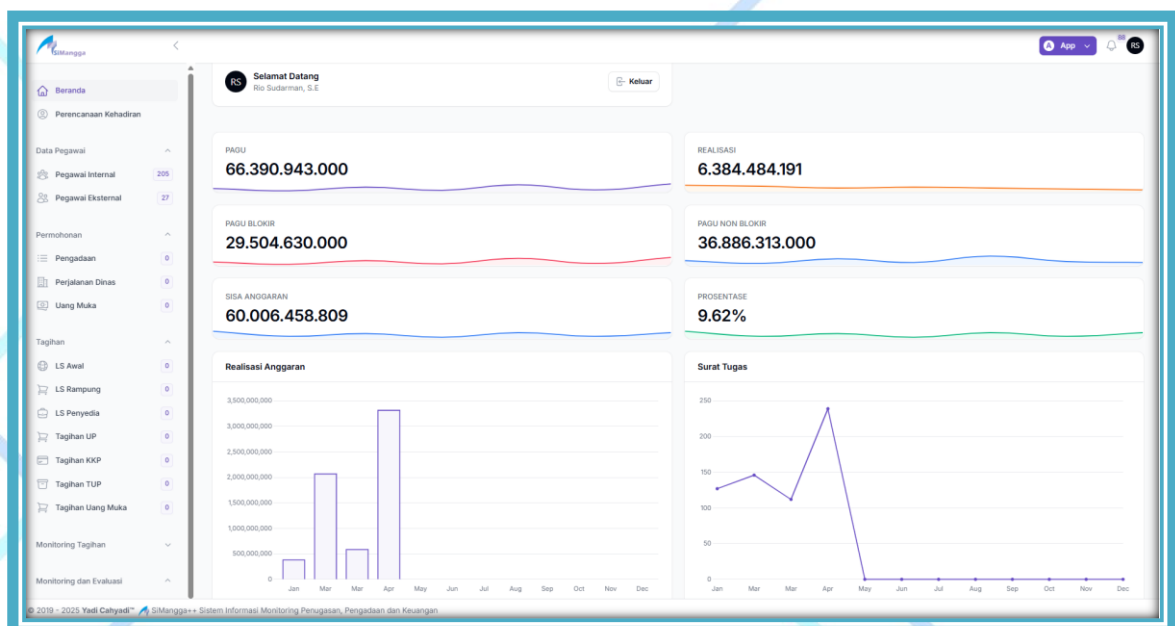 SiMangga
App
RS
Beranda
Perencanaan Kehadiran
Data Pegawai
Pegawai Internal 205
Pegawai Eksternal 27
Permohonan
Pengadaan 0
Perjalanan Dinas 0
Uang Muka 0
Tagihan
LS Awal 0
LS Rampung 0
LS Penyedia 0
Tagihan UP 0
Tagihan KKP 0
Tagihan TUP 0
Tagihan Uang Muka 0
Monitoring Tagihan
Monitoring dan Evaluasi
RS
Selamat Datang
Rio Sudarman, S.E
Keluar
PAGU
66.390.943.000
REALISASI
6.384.484.191
PAGU BLOKIR
29.504.630.000
PAGU NON BLOKIR
36.886.313.000
SISA ANGGARAN
60.006.458.809
PROSENTASE
9.62%
Realisasi Anggaran
3,500,000,000
3,000,000,000
2,500,000,000
2,000,000,000
1,500,000,000
1,000,000,000
500,000,000
0
Jan Mar Mar Apr May Jun Jul Aug Sep Oct Nov Dec
Surat Tugas
250
200
150
100
50
0
Jan Mar Mar Apr May Jun Jul Aug Sep Oct Nov Dec
© 2019 - 2025 Yadi Cahyadi™ SiMangga++ Sistem Informasi Monitoring Penugasan, Pengadaan dan Keuangan